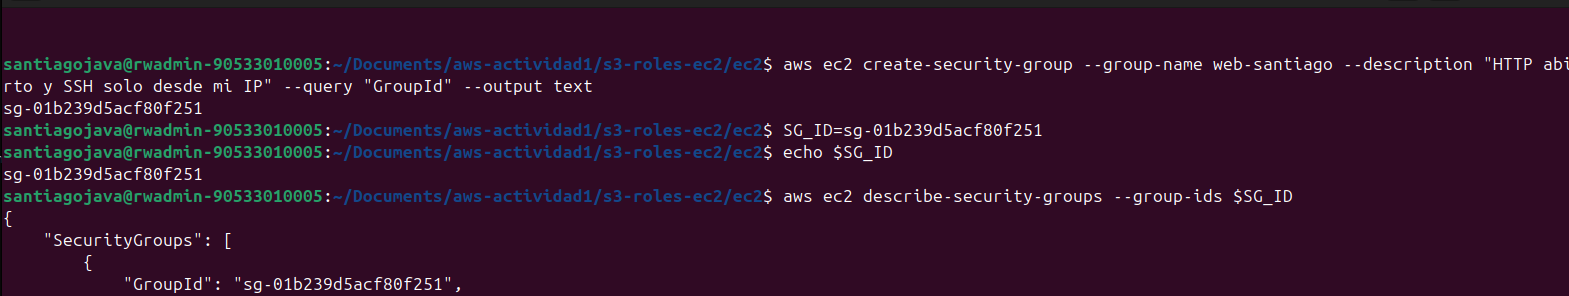 santiagojava@rwadmin-90533010005:~/Documents/aws-actividad1/s3-roles-ec2/ec2$ aws ec2 create-security-group --group-name web-santiago --description "HTTP abi
rto y SSH solo desde mi IP" --query "GroupId" --output text
sg-01b239d5acf80f251
santiagojava@rwadmin-90533010005:~/Documents/aws-actividad1/s3-roles-ec2/ec2$ SG_ID=sg-01b239d5acf80f251
santiagojava@rwadmin-90533010005:~/Documents/aws-actividad1/s3-roles-ec2/ec2$ echo $SG_ID
sg-01b239d5acf80f251
santiagojava@rwadmin-90533010005:~/Documents/aws-actividad1/s3-roles-ec2/ec2$ aws ec2 describe-security-groups --group-ids $SG_ID
{
    "SecurityGroups": [
        {
            "GroupId": "sg-01b239d5acf80f251",